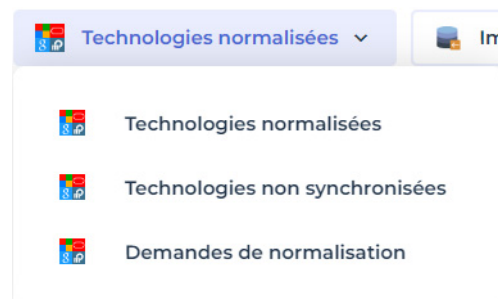 Technologies normalisées
Technologies normalisées
Technologies non synchronisées
Demandes de normalisation